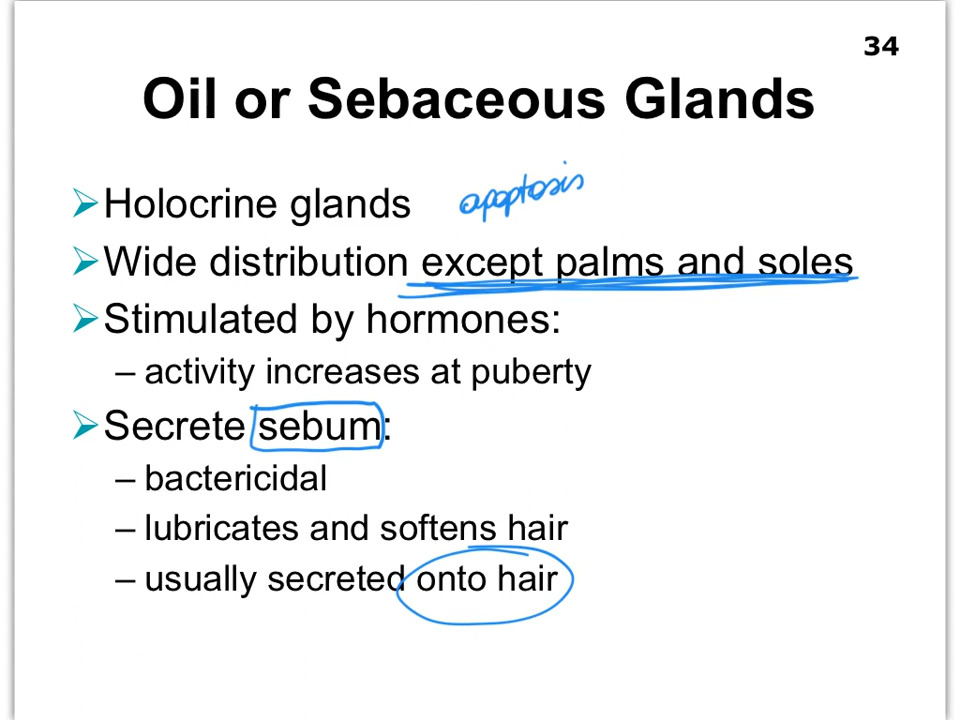 34
Oil or Sebaceous Glands
Holocrine glands apoptosis
Wide distribution except palms and soles
Stimulated by hormones:
– activity increases at puberty
Secrete sebum:
– bactericidal
– lubricates and softens hair
– usually secreted onto hair